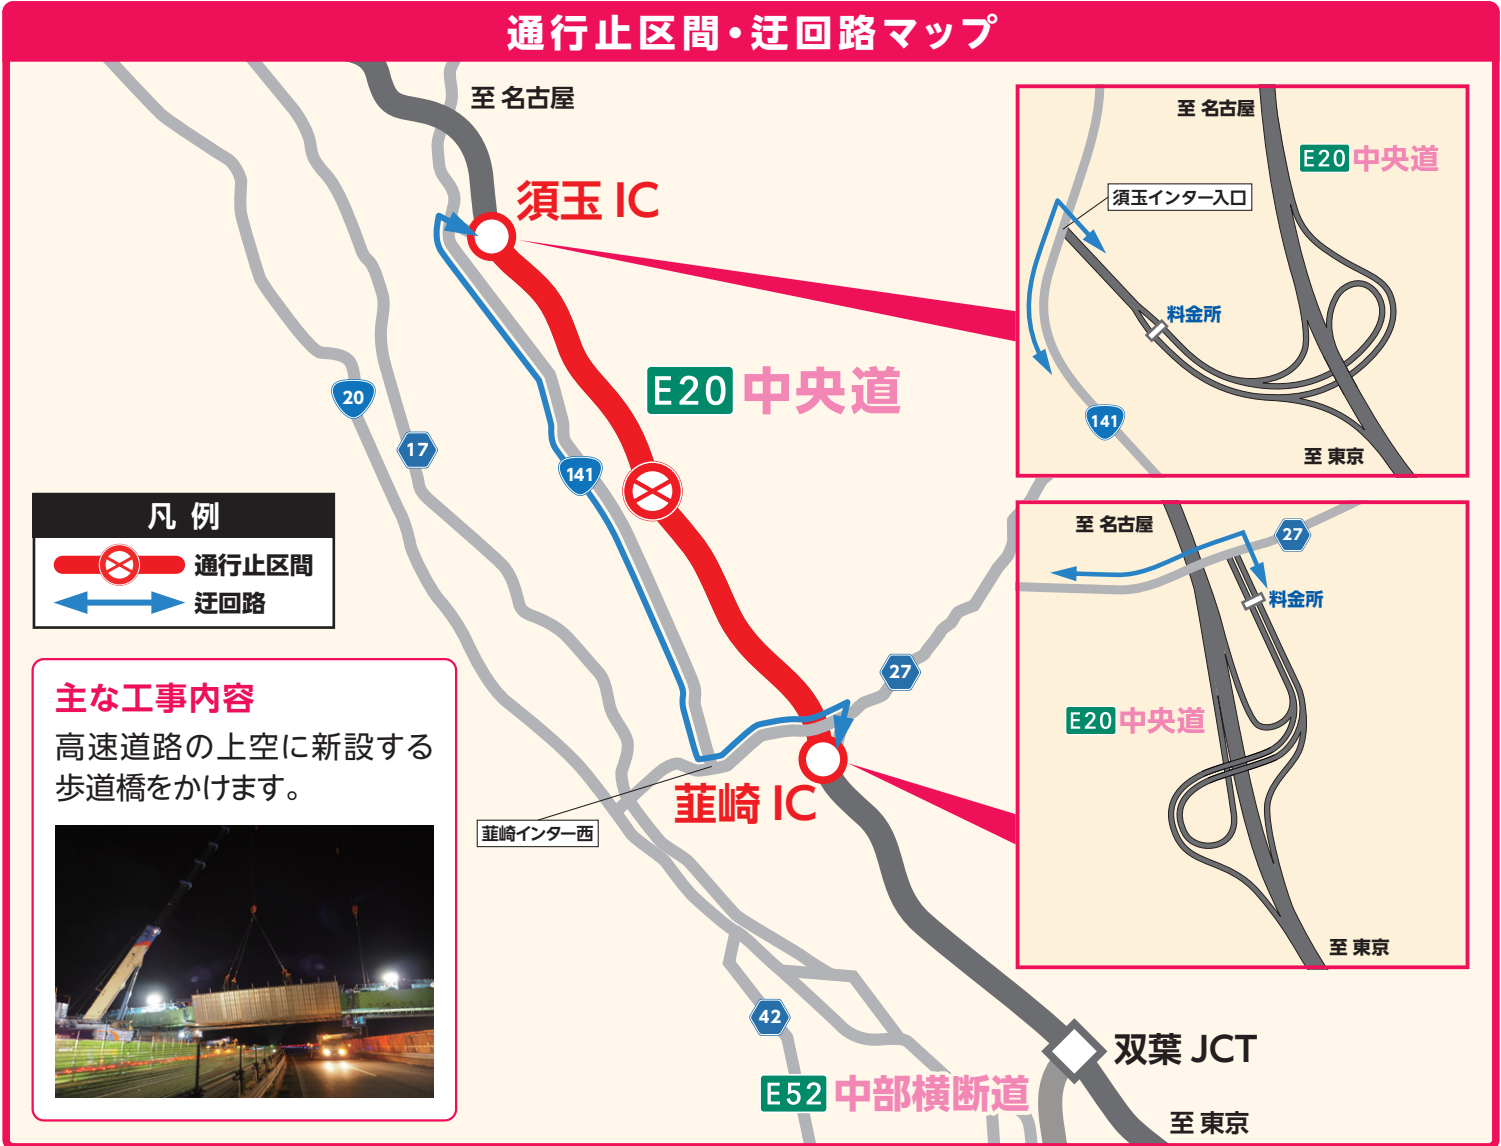 通行止区間・迂回路マップ
至 名古屋
須玉 IC
E20 中央道
20
17
141
凡 例
通行止区間
迂回路
27
韮崎 IC
韮崎インター西
主な工事内容
高速道路の上空に新設する
歩道橋をかけます。
42
双葉 JCT
E52 中部横断道
至 東京
至 名古屋
E20 中央道
須玉インター入口
料金所
141
至 東京
至 名古屋
27
料金所
E20 中央道
至 東京